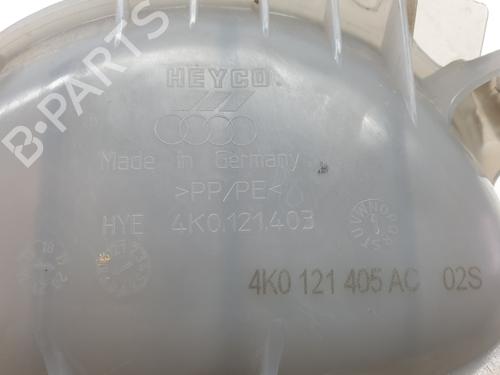 HEYCO
Made in Germany
>PP/PE<
HYE 4K0.121.403
4K0 121 405 AC 02S
B-PARTS